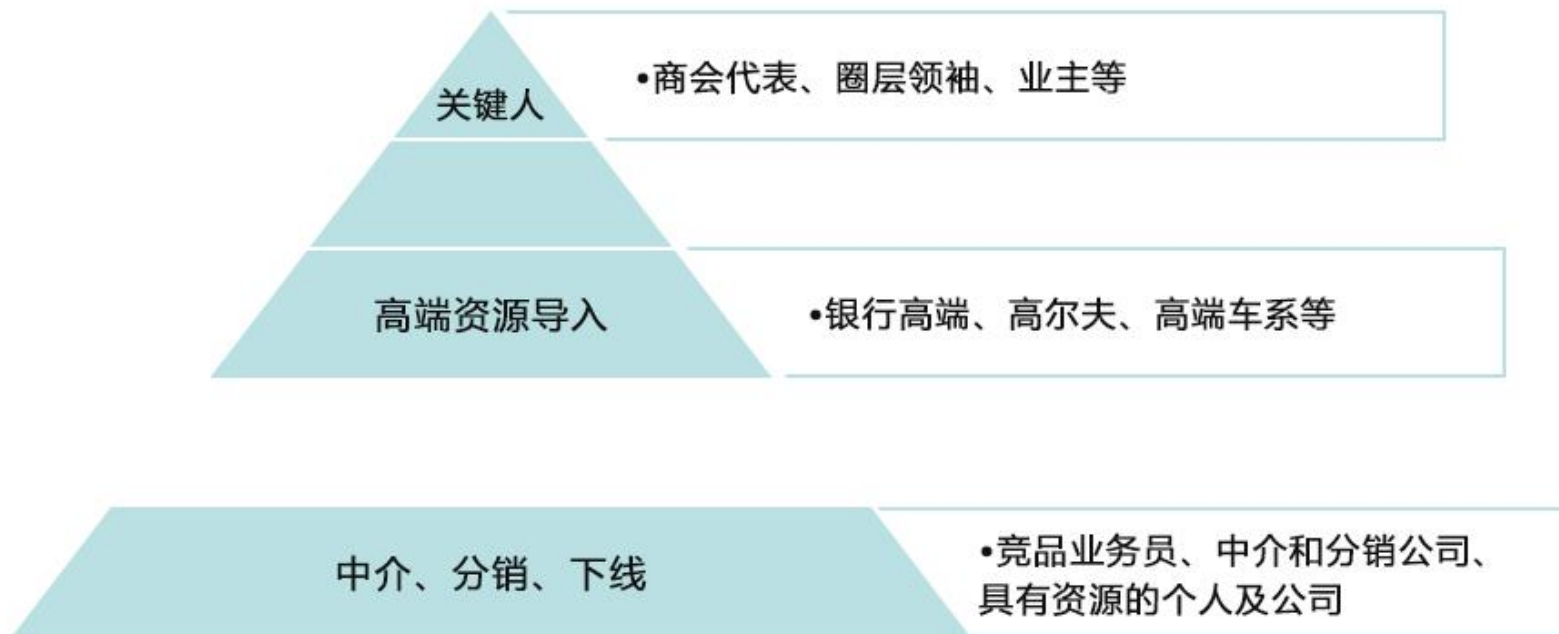 关键人
•商会代表、圈层领袖、业主等
高端资源导入
•银行高端、高尔夫、高端车系等
中介、分销、下线
•竞品业务员、中介和分销公司、
具有资源的个人及公司